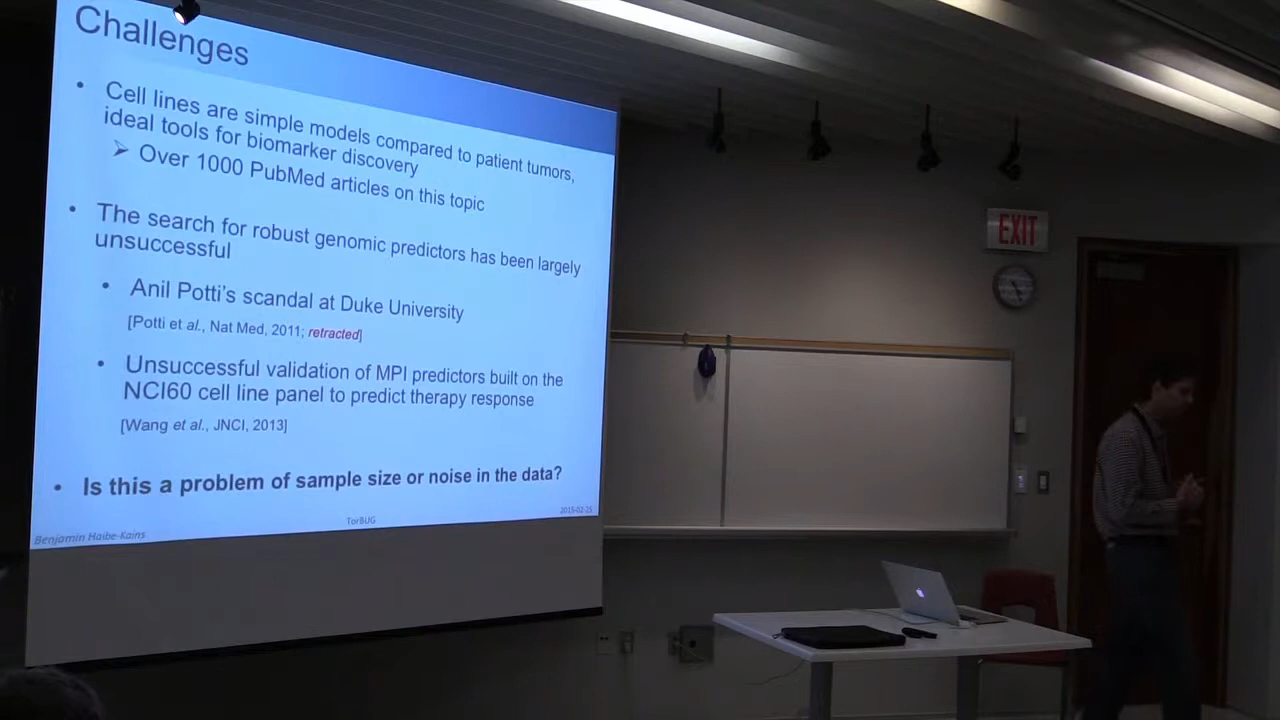 Challenges
• Cell lines are simple models compared to patient tumors,
ideal tools for biomarker discovery
➢ Over 1000 PubMed articles on this topic
• The search for robust genomic predictors has been largely
unsuccessful
• Anil Potti's scandal at Duke University
[Potti et al., Nat Med, 2011; retracted]
• Unsuccessful validation of MPI predictors built on the
NCI60 cell line panel to predict therapy response
[Wang et al., JNCI, 2013]
• Is this a problem of sample size or noise in the data?
Benjamin Haibe-Kains
TorBUG
2015-02-25
EXIT